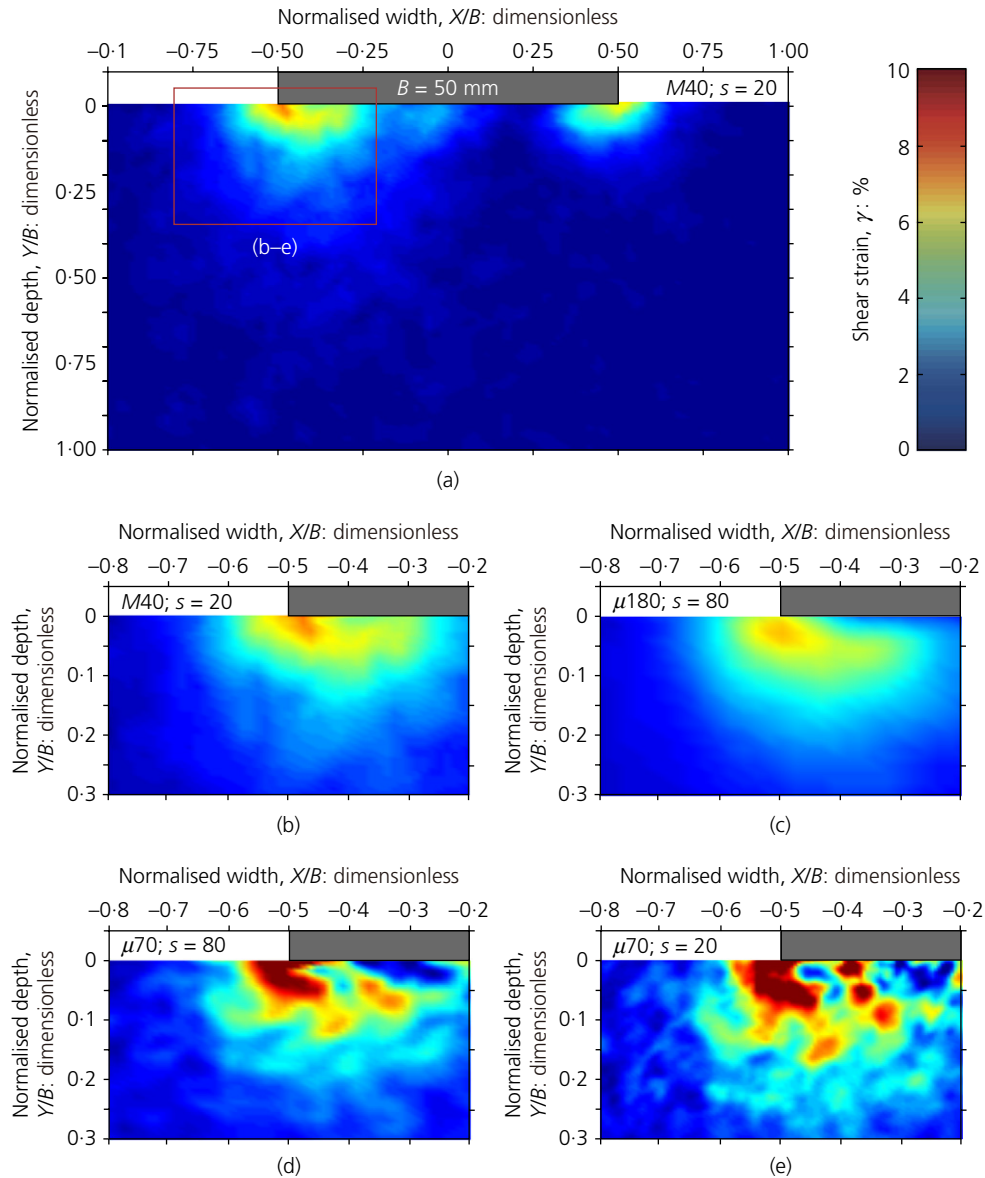 Normalised width, X/B: dimensionless
–0·1 –0·75 –0·50 –0·25 0 0·25 0·50 0·75 1·00
B = 50 mm
M40; s = 20
Normalised depth, Y/B: dimensionless
0
0·25
0·50
0·75
1·00
(b–e)
(a)
Shear strain, γ: %
10
8
6
4
2
0
Normalised width, X/B: dimensionless
–0·8 –0·7 –0·6 –0·5 –0·4 –0·3 –0·2
M40; s = 20
Normalised depth,
Y/B: dimensionless
0
0·1
0·2
0·3
(b)
Normalised width, X/B: dimensionless
–0·8 –0·7 –0·6 –0·5 –0·4 –0·3 –0·2
μ180; s = 80
Normalised depth,
Y/B: dimensionless
0
0·1
0·2
0·3
(c)
Normalised width, X/B: dimensionless
–0·8 –0·7 –0·6 –0·5 –0·4 –0·3 –0·2
μ70; s = 80
Normalised depth,
Y/B: dimensionless
0
0·1
0·2
0·3
(d)
Normalised width, X/B: dimensionless
–0·8 –0·7 –0·6 –0·5 –0·4 –0·3 –0·2
μ70; s = 20
Normalised depth,
Y/B: dimensionless
0
0·1
0·2
0·3
(e)